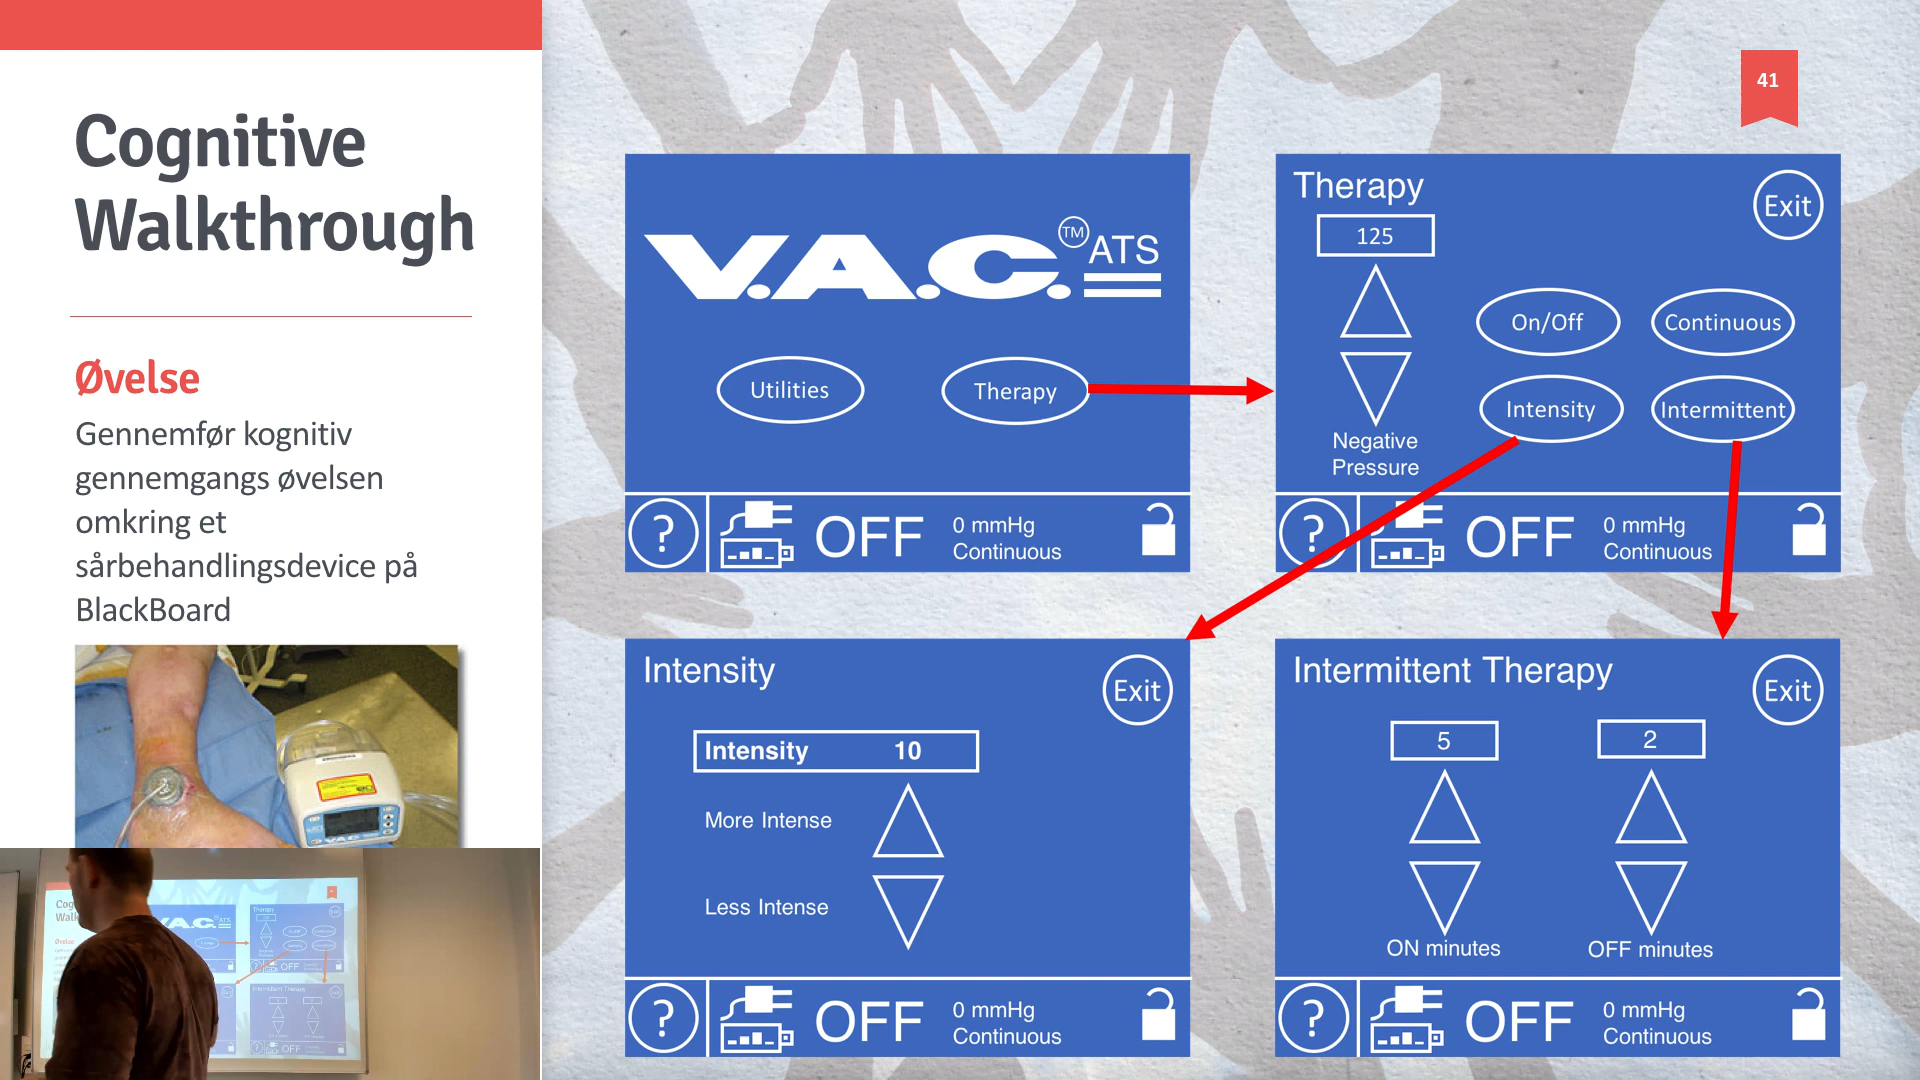 Cognitive
Walkthrough
Øvelse
Gennemfør kognitiv
gennemgangs øvelsen
omkring et
sårbehandlingsdevice på
BlackBoard
41
V.A.C.™ ATS
Utilities
Therapy
?
OFF
0 mmHg
Continuous
Therapy
Exit
125
On/Off
Continuous
Intensity
Intermittent
Negative
Pressure
?
OFF
0 mmHg
Continuous
Intensity
Exit
Intensity 10
More Intense
Less Intense
?
OFF
0 mmHg
Continuous
Intermittent Therapy
Exit
5
2
ON minutes
OFF minutes
?
OFF
0 mmHg
Continuous